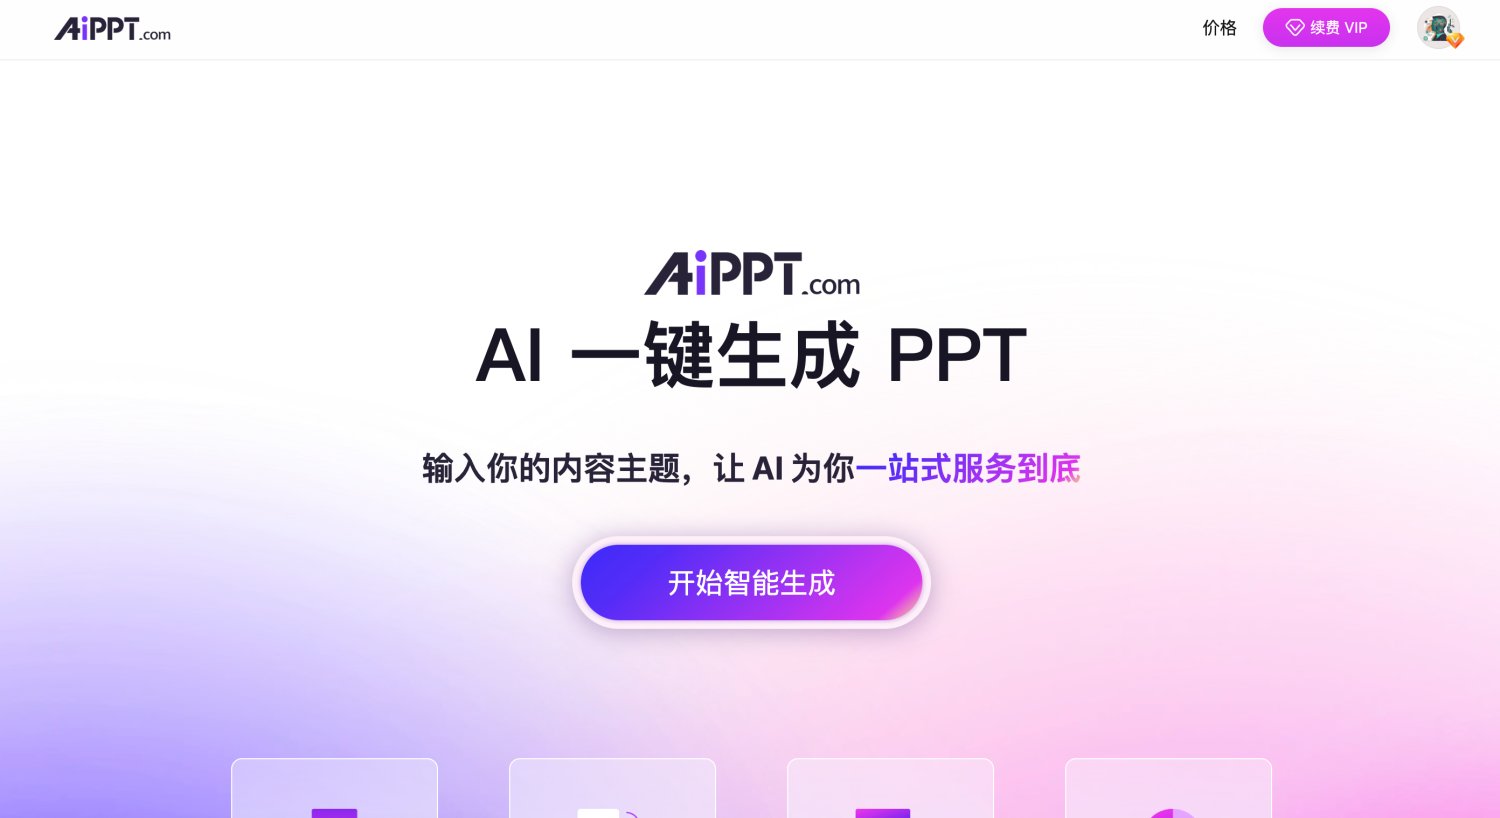 AiPPT.com
价格
续费 VIP
AiPPT.com
AI 一键生成 PPT
输入你的内容主题，让 AI 为你一站式服务到底
开始智能生成